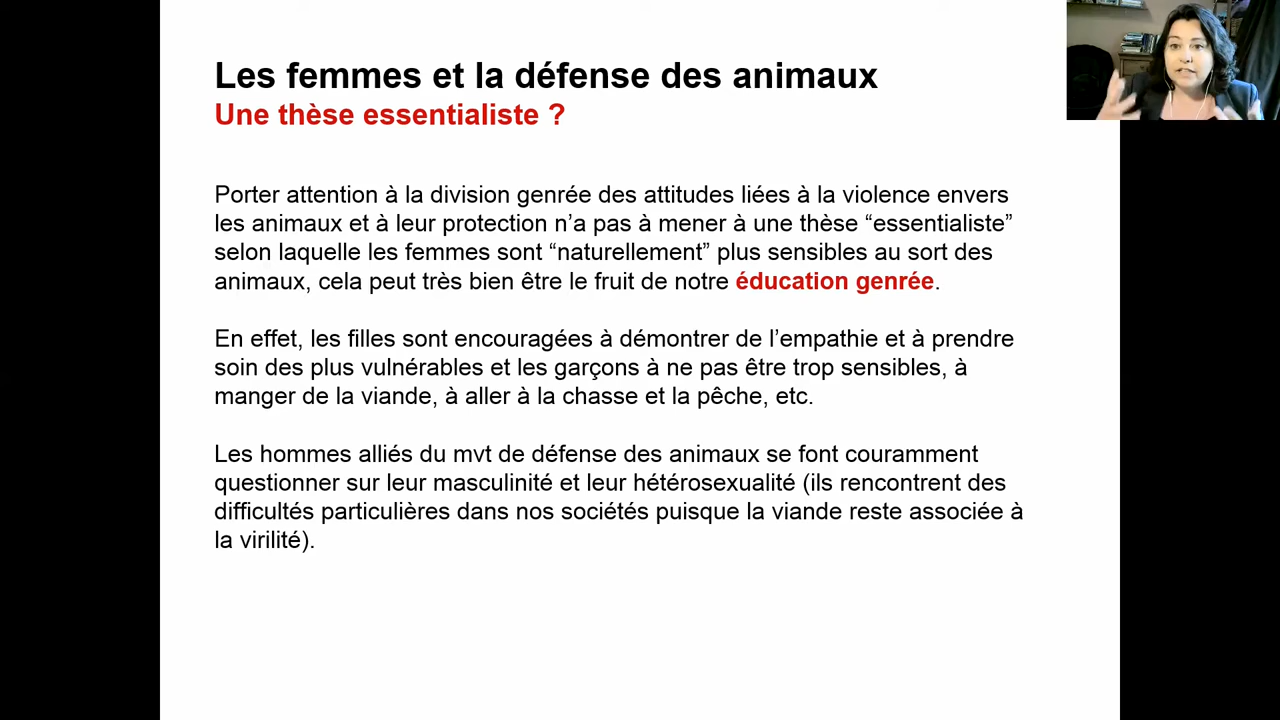 Les femmes et la défense des animaux
Une thèse essentialiste ?
Porter attention à la division genrée des attitudes liées à la violence envers
les animaux et à leur protection n’a pas à mener à une thèse “essentialiste”
selon laquelle les femmes sont “naturellement” plus sensibles au sort des
animaux, cela peut très bien être le fruit de notre éducation genrée.
En effet, les filles sont encouragées à démontrer de l’empathie et à prendre
soin des plus vulnérables et les garçons à ne pas être trop sensibles, à
manger de la viande, à aller à la chasse et la pêche, etc.
Les hommes alliés du mvt de défense des animaux se font couramment
questionner sur leur masculinité et leur hétérosexualité (ils rencontrent des
difficultés particulières dans nos sociétés puisque la viande reste associée à
la virilité).